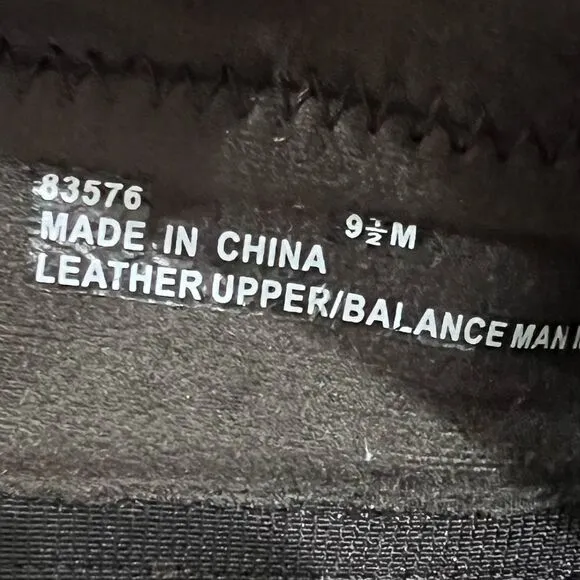 83576
9½M
MADE IN CHINA
LEATHER UPPER/BALANCE MAN